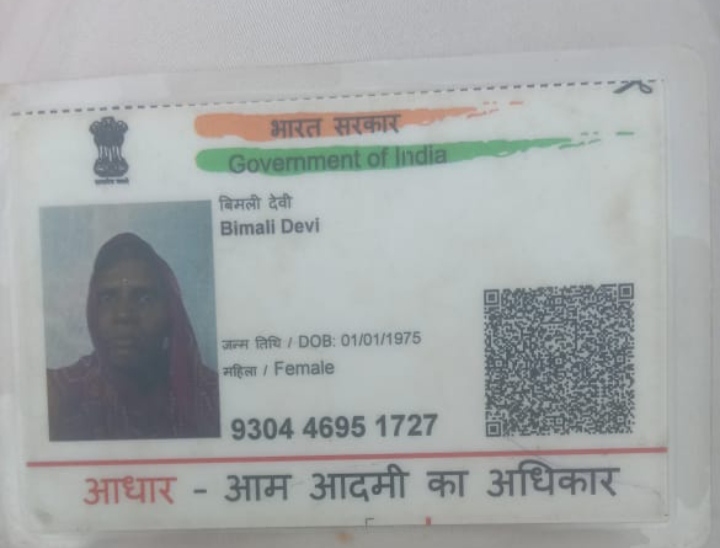 भारत सरकार
Government of India
बिमली देवी
Bimali Devi
जन्म तिथि / DOB: 01/01/1975
महिला / Female
9304 4695 1727
आधार - आम आदमी का अधिकार